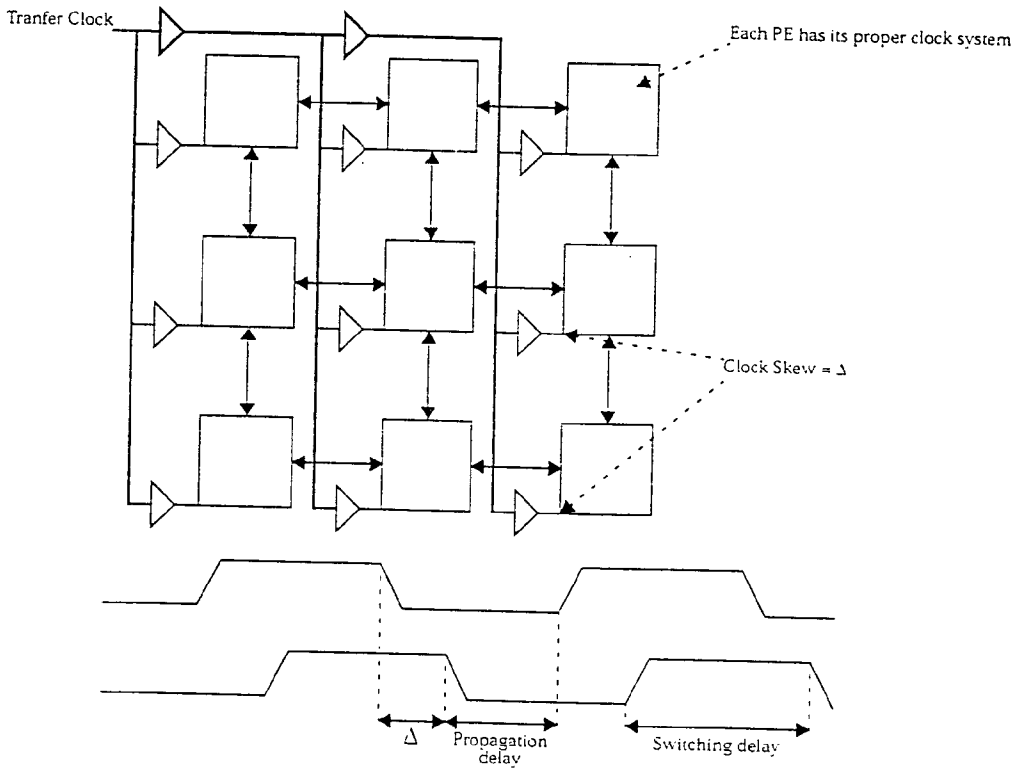 Tranfer Clock
Each PE has its proper clock system
Clock Skew = Δ
Δ
Propagation
delay
Switching delay